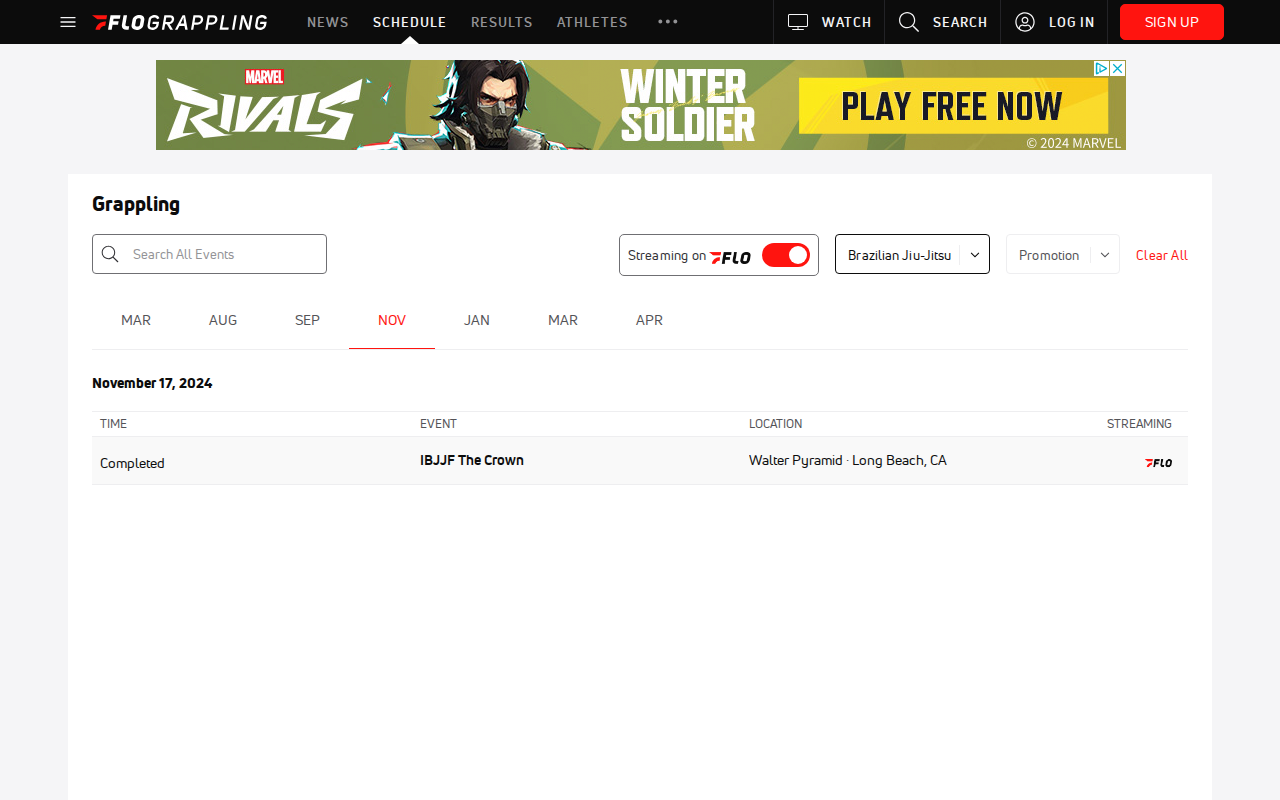 FLOGRAPPLING NEWS SCHEDULE RESULTS ATHLETES WATCH SEARCH LOG IN SIGN UP
MARVEL
RIVALS
WINTER
SOLDIER
PLAY FREE NOW
© 2024 MARVEL
Grappling
Search All Events Streaming on FLO Brazilian Jiu-Jitsu Promotion Clear All
MAR AUG SEP NOV JAN MAR APR
November 17, 2024
TIME EVENT LOCATION STREAMING
Completed IBJJF The Crown Walter Pyramid · Long Beach, CA FLO